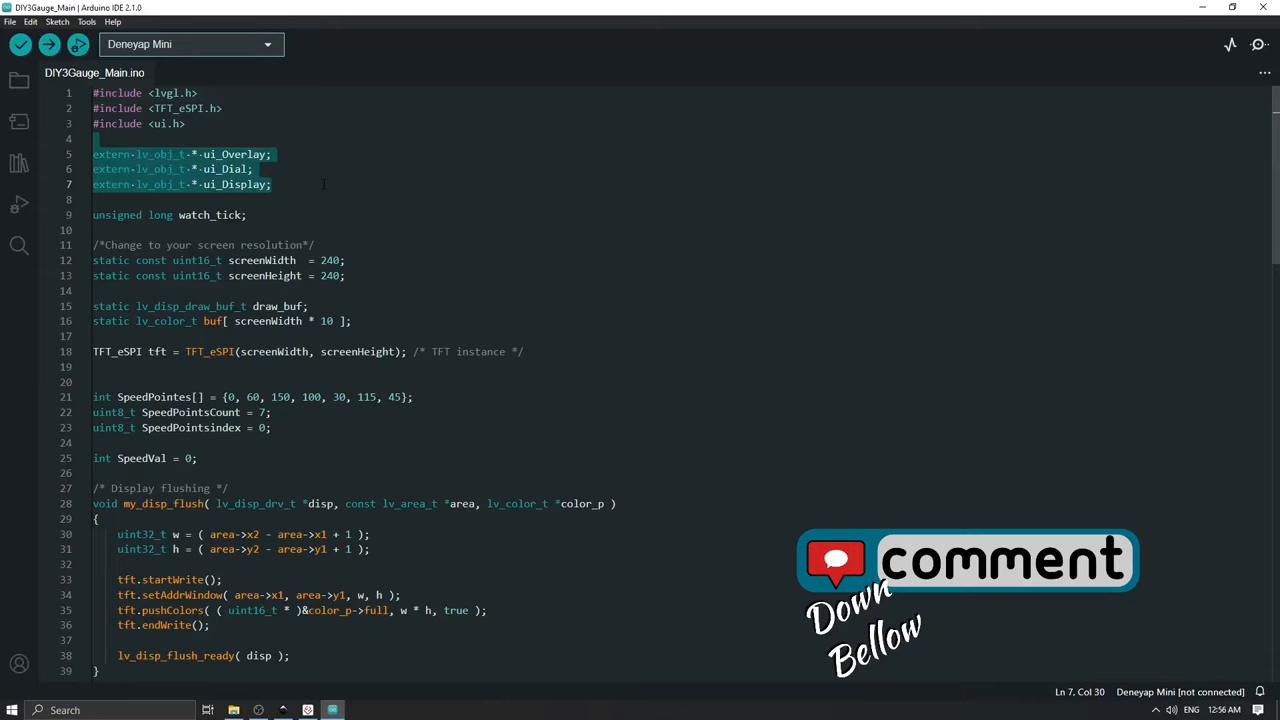 DIY3Gauge_Main | Arduino IDE 2.1.0
File Edit Sketch Tools Help
Deneyap Mini
DIY3Gauge_Main.ino
1 #include <lvgl.h>
2 #include <TFT_eSPI.h>
3 #include <ui.h>
4
5 extern·lv_obj_t·*·ui_Overlay;
6 extern·lv_obj_t·*·ui_Dial;
7 extern·lv_obj_t·*·ui_Display;
8
9 unsigned long watch_tick;
10
11 /*Change to your screen resolution*/
12 static const uint16_t screenWidth  = 240;
13 static const uint16_t screenHeight = 240;
14
15 static lv_disp_draw_buf_t draw_buf;
16 static lv_color_t buf[ screenWidth * 10 ];
17
18 TFT_eSPI tft = TFT_eSPI(screenWidth, screenHeight); /* TFT instance */
19
20
21 int SpeedPointes[] = {0, 60, 150, 100, 30, 115, 45};
22 uint8_t SpeedPointsCount = 7;
23 uint8_t SpeedPointsindex = 0;
24
25 int SpeedVal = 0;
26
27 /* Display flushing */
28 void my_disp_flush( lv_disp_drv_t *disp, const lv_area_t *area, lv_color_t *color_p )
29 {
30     uint32_t w = ( area->x2 - area->x1 + 1 );
31     uint32_t h = ( area->y2 - area->y1 + 1 );
32
33     tft.startWrite();
34     tft.setAddrWindow( area->x1, area->y1, w, h );
35     tft.pushColors( ( uint16_t * )&color_p->full, w * h, true );
36     tft.endWrite();
37
38     lv_disp_flush_ready( disp );
39 }
comment
Down
Bellow
Ln 7, Col 30 Deneyap Mini [not connected]
Search
ENG 12:56 AM